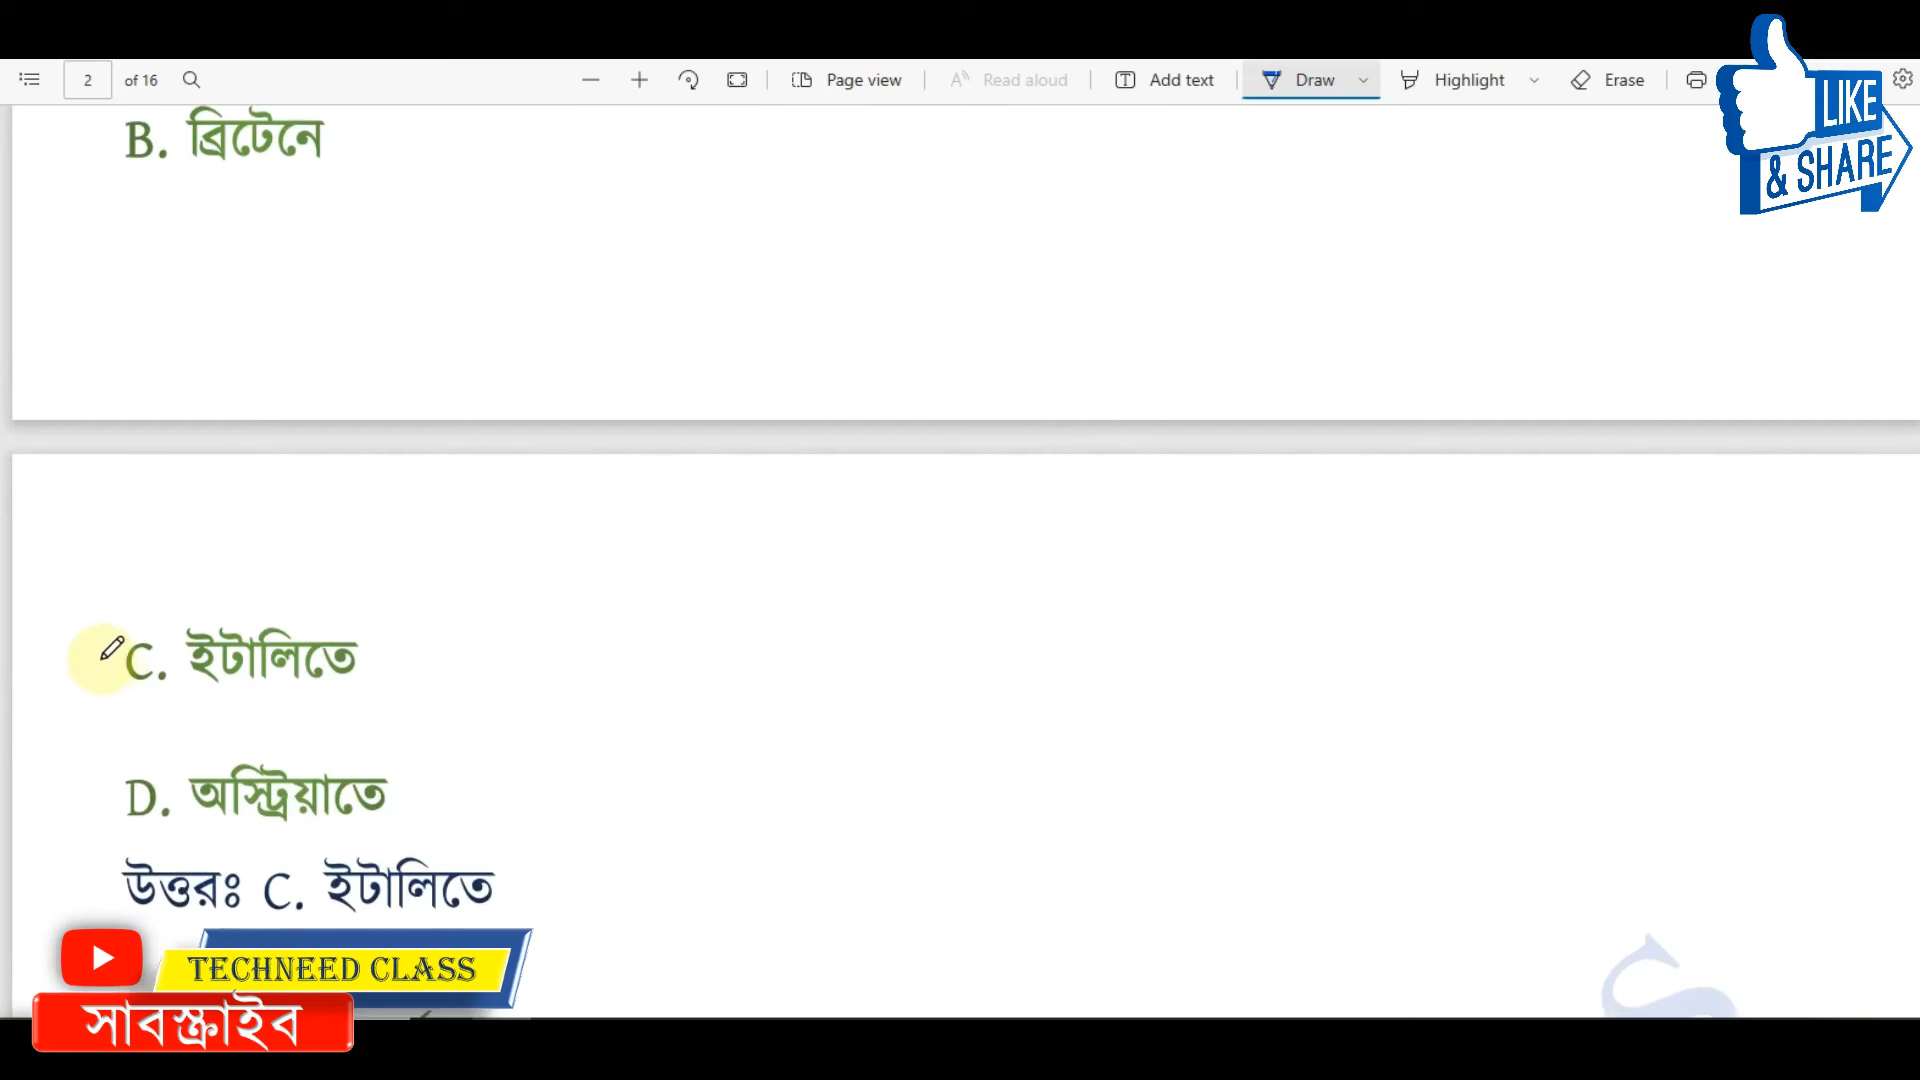 2 of 16 Page view Read aloud Add text Draw Highlight Erase
LIKE
& SHARE
B. ব্রিটেনে
C. ইটালিতে
D. অস্ট্রিয়াতে
উত্তরঃ C. ইটালিতে
TECHNEED CLASS
সাবস্ক্রাইব